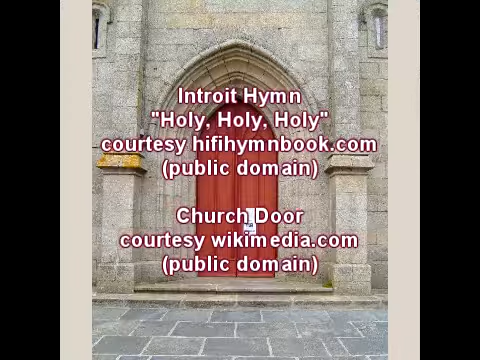 Introit Hymn
"Holy, Holy, Holy"
courtesy hifihymnbook.com
(public domain)
Church Door
courtesy wikimedia.com
(public domain)